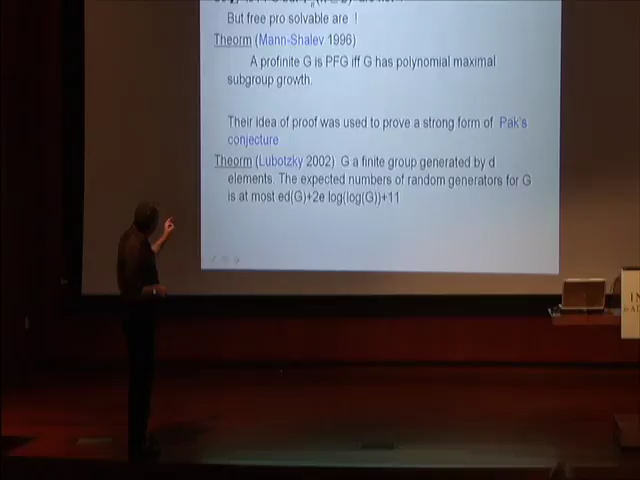 But free pro solvable are !
Theorm (Mann-Shalev 1996)
A profinite G is PFG iff G has polynomial maximal
subgroup growth.
Their idea of proof was used to prove a strong form of Pak's
conjecture
Theorm (Lubotzky 2002) G a finite group generated by d
elements. The expected numbers of random generators for G
is at most ed(G)+2e log(log(G))+11